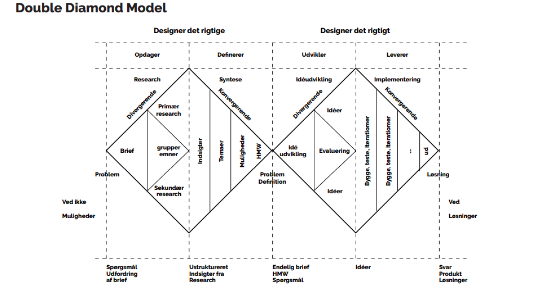 Double Diamond Model
Designer det rigtige
Designer det rigtigt
Opdager
Definerer
Udvikler
Leverer
Research
Syntese
Idéudvikling
Implementering
Divergerende
Konvergerende
Divergerende
Konvergerende
Primær
research
Brief
grupper
emner
Sekundær
research
Indsigter
Temaer
Muligheder
HMW
Idéer
Idé
udvikling
Evaluering
Idéer
Bygge, teste, iterationer
Bygge, teste, iterationer
...
ud
Problem
Problem
Definition
Løsning
Ved ikke
Muligheder
Ved
Løsninger
Spørgsmål
Udfordring
af brief
Ustruktureret
Indsigter fra
Research
Endelig brief
HMW
Spørgsmål
Idéer
Svar
Produkt
Løsninger